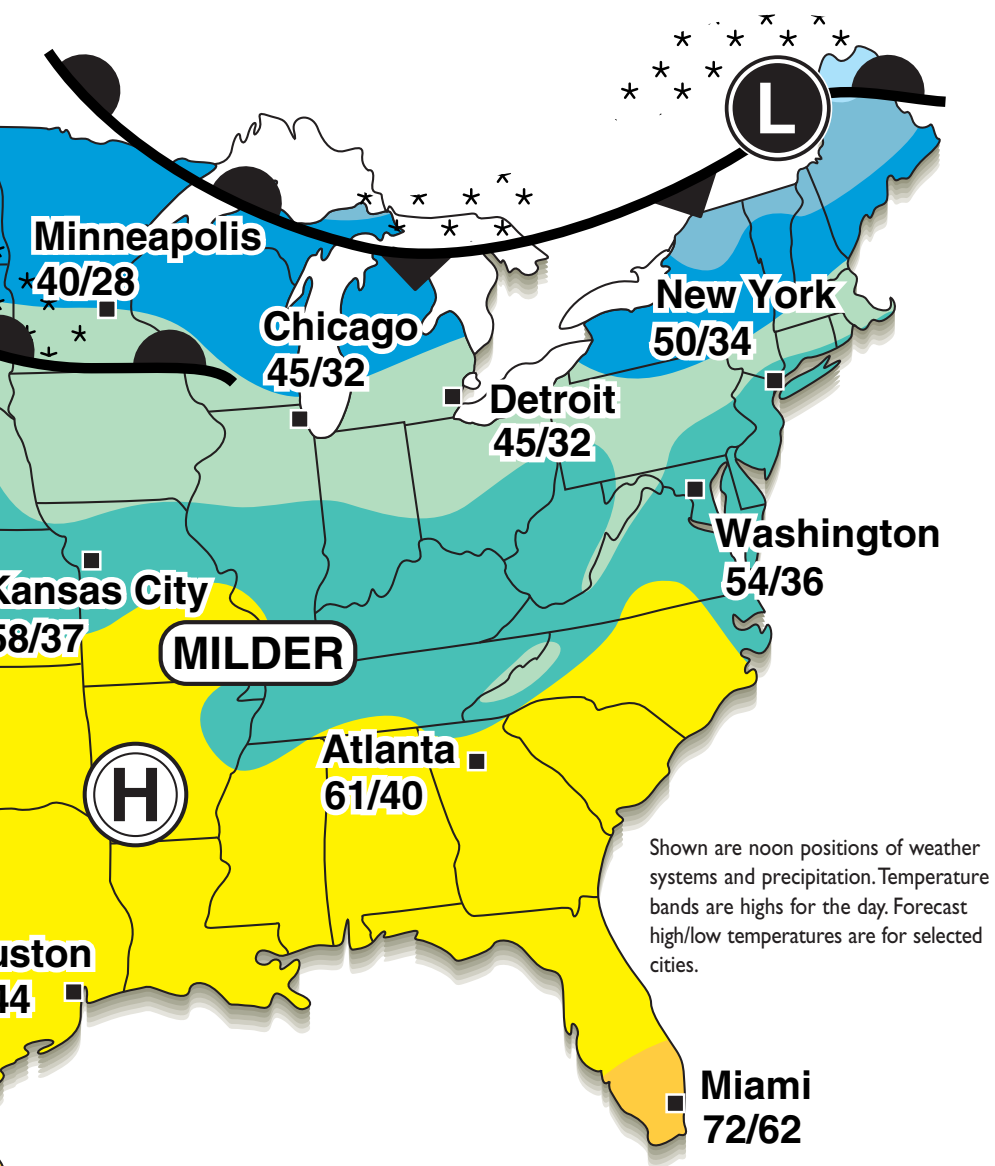 L
Minneapolis
40/28
New York
50/34
Chicago
45/32
Detroit
45/32
Washington
54/36
Kansas City
58/37
MILDER
Atlanta
61/40
H
Shown are noon positions of weather
systems and precipitation. Temperature
bands are highs for the day. Forecast
high/low temperatures are for selected
cities.
uston
44
Miami
72/62